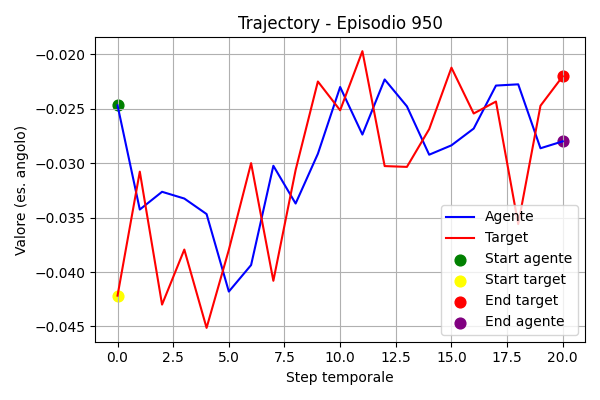 Trajectory - Episodio 950
Valore (es. angolo)
−0.020
−0.025
−0.030
−0.035
−0.040
−0.045
0.0 2.5 5.0 7.5 10.0 12.5 15.0 17.5 20.0
Step temporale
Agente
Target
Start agente
Start target
End target
End agente